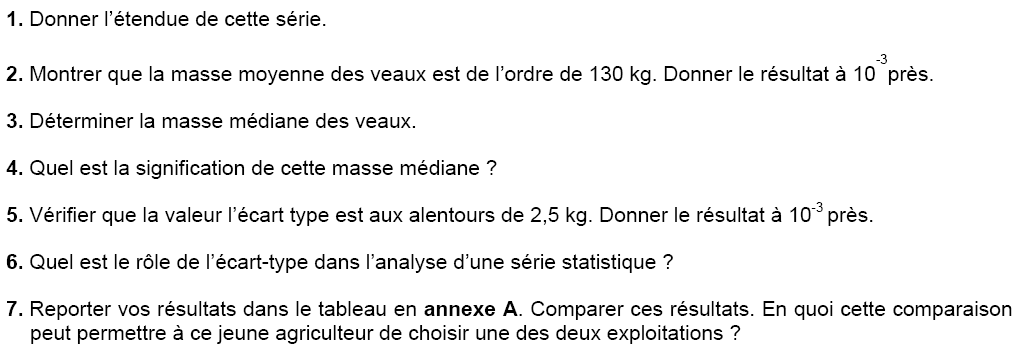 1. Donner l'étendue de cette série.
2. Montrer que la masse moyenne des veaux est de l'ordre de 130 kg. Donner le résultat à 10⁻³ près.
3. Déterminer la masse médiane des veaux.
4. Quel est la signification de cette masse médiane ?
5. Vérifier que la valeur l'écart type est aux alentours de 2,5 kg. Donner le résultat à 10⁻³ près.
6. Quel est le rôle de l'écart-type dans l'analyse d'une série statistique ?
7. Reporter vos résultats dans le tableau en annexe A. Comparer ces résultats. En quoi cette comparaison
peut permettre à ce jeune agriculteur de choisir une des deux exploitations ?